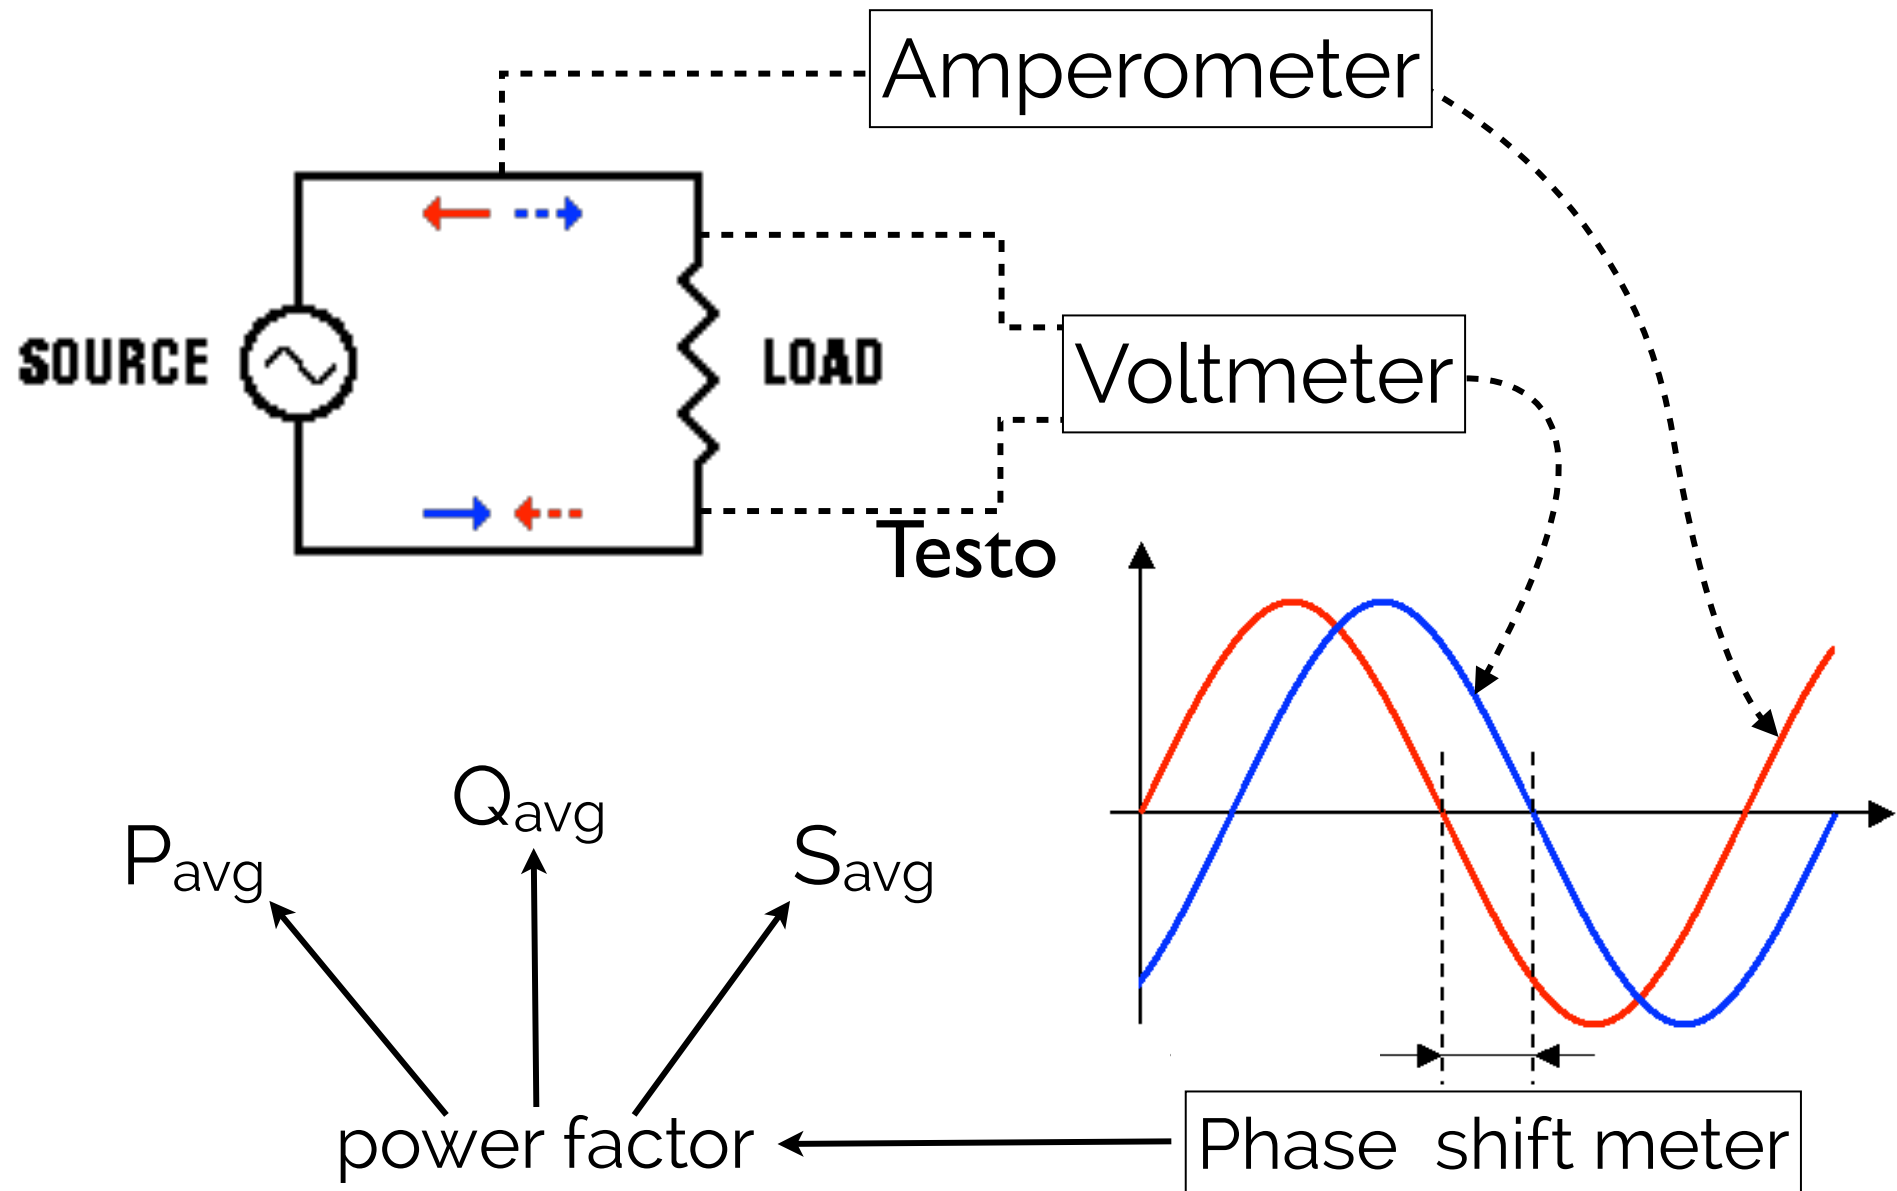 Amperometer
SOURCE
LOAD
Voltmeter
Testo
Qavg
Pavg
Savg
power factor
Phase shift meter